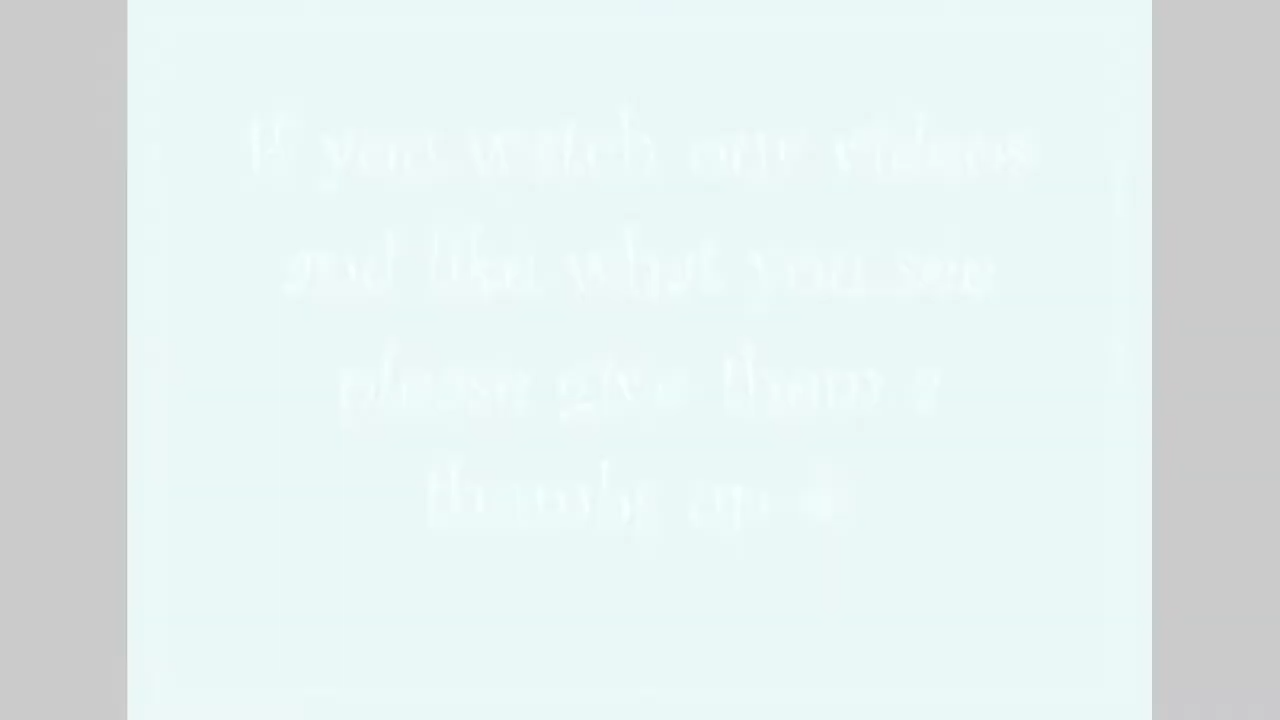 If you watch our videos
and like what you see
please give them a
thumbs up